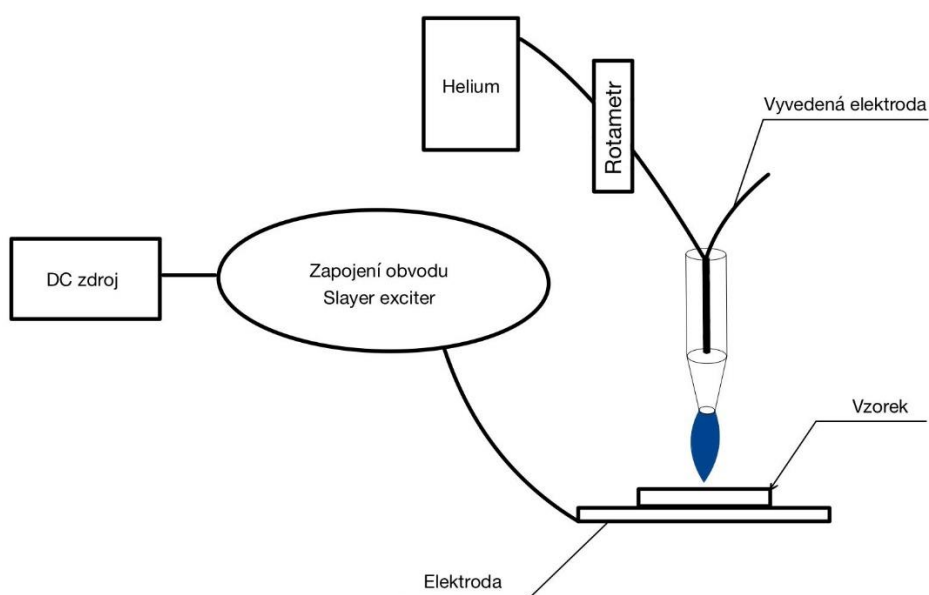 Helium
Rotametr
Vyvedená elektroda
DC zdroj
Zapojení obvodu
Slayer exciter
Vzorek
Elektroda